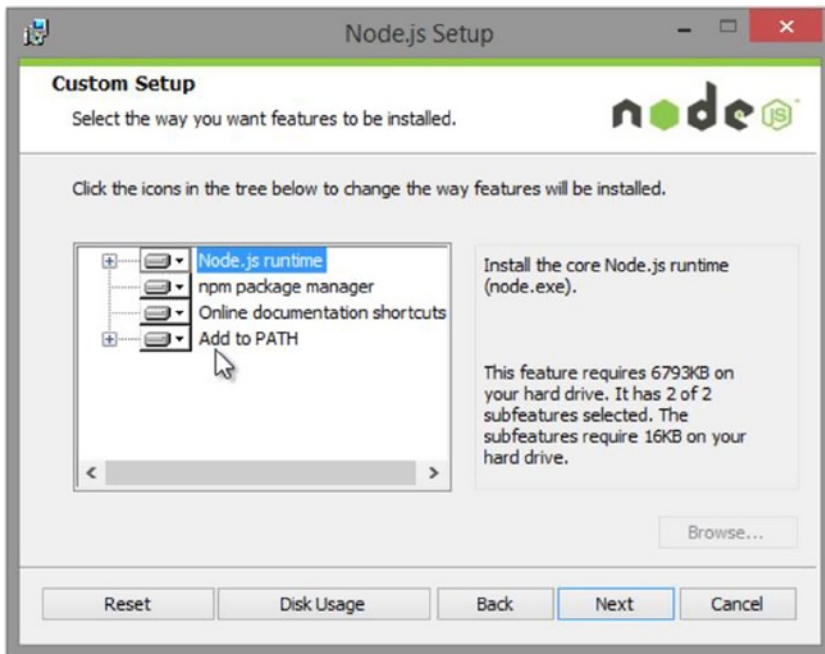 Node.js Setup
Custom Setup
Select the way you want features to be installed.
node JS
Click the icons in the tree below to change the way features will be installed.
Node.js runtime
npm package manager
Online documentation shortcuts
Add to PATH
Install the core Node.js runtime
(node.exe).
This feature requires 6793KB on
your hard drive. It has 2 of 2
subfeatures selected. The
subfeatures require 16KB on your
hard drive.
Browse...
Reset Disk Usage Back Next Cancel